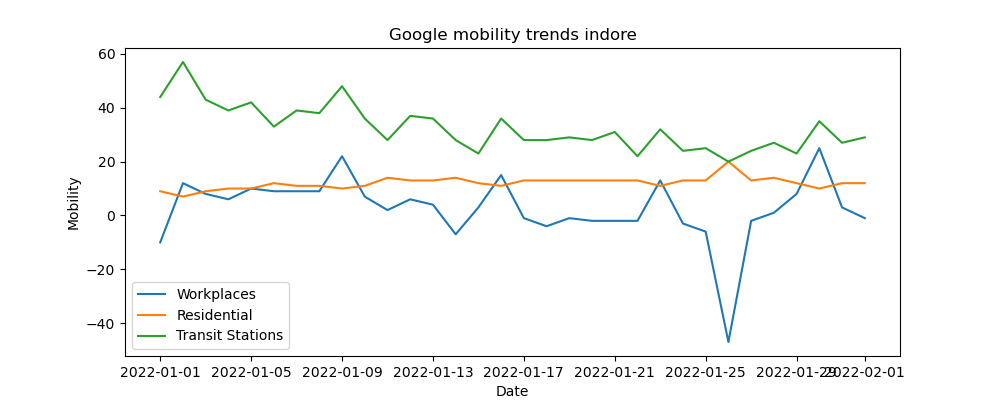 Google mobility trends indore
60
40
20
0
−20
−40
Mobility
Workplaces
Residential
Transit Stations
2022-01-01 2022-01-05 2022-01-09 2022-01-13 2022-01-17 2022-01-21 2022-01-25 2022-01-29 2022-02-01
Date